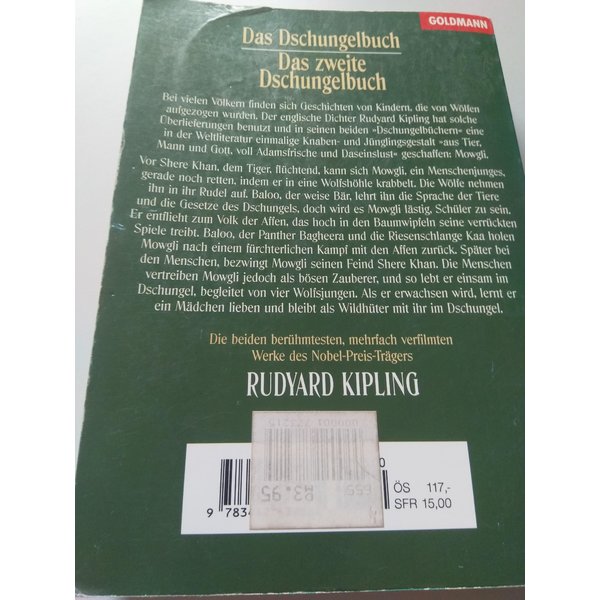 GOLDMANN
Das Dschungelbuch
Das zweite
Dschungelbuch
Bei vielen Völkern finden sich Geschichten von Kindern, die von Wölfen
aufgezogen wurden. Der englische Dichter Rudyard Kipling hat solche
Überlieferungen benutzt und in seinen beiden »Dschungelbüchern« eine
in der Weltliteratur einmalige Knaben- und Jünglingsgestalt »aus Tier,
Mann und Gott, voll Adamsfrische und Daseinslust« geschaffen: Mowgli.
Vor Shere Khan, dem Tiger, flüchtend, kann sich Mowgli, ein Menschenjunges,
gerade noch retten, indem er in eine Wolfshöhle krabbelt. Die Wölfe nehmen
ihn in ihr Rudel auf. Baloo, der weise Bär, lehrt ihn die Sprache der Tiere
und die Gesetze des Dschungels, doch wird es Mowgli lästig, Schüler zu sein.
Er entflieht zum Volk der Affen, das hoch in den Baumwipfeln seine verrückten
Spiele treibt. Baloo, der Panther Bagheera und die Riesenschlange Kaa holen
Mowgli nach einem fürchterlichen Kampf mit den Affen zurück. Später bei
den Menschen, bezwingt Mowgli seinen Feind Shere Khan. Die Menschen
vertreiben Mowgli jedoch als bösen Zauberer, und so lebt er einsam im
Dschungel, begleitet von vier Wolfsjungen. Als er erwachsen wird, lernt er
ein Mädchen lieben und bleibt als Wildhüter mit ihr im Dschungel.
Die beiden berühmtesten, mehrfach verfilmten
Werke des Nobel-Preis-Trägers
RUDYARD KIPLING
0
ÖS 117,-
SFR 15,00
9 7834